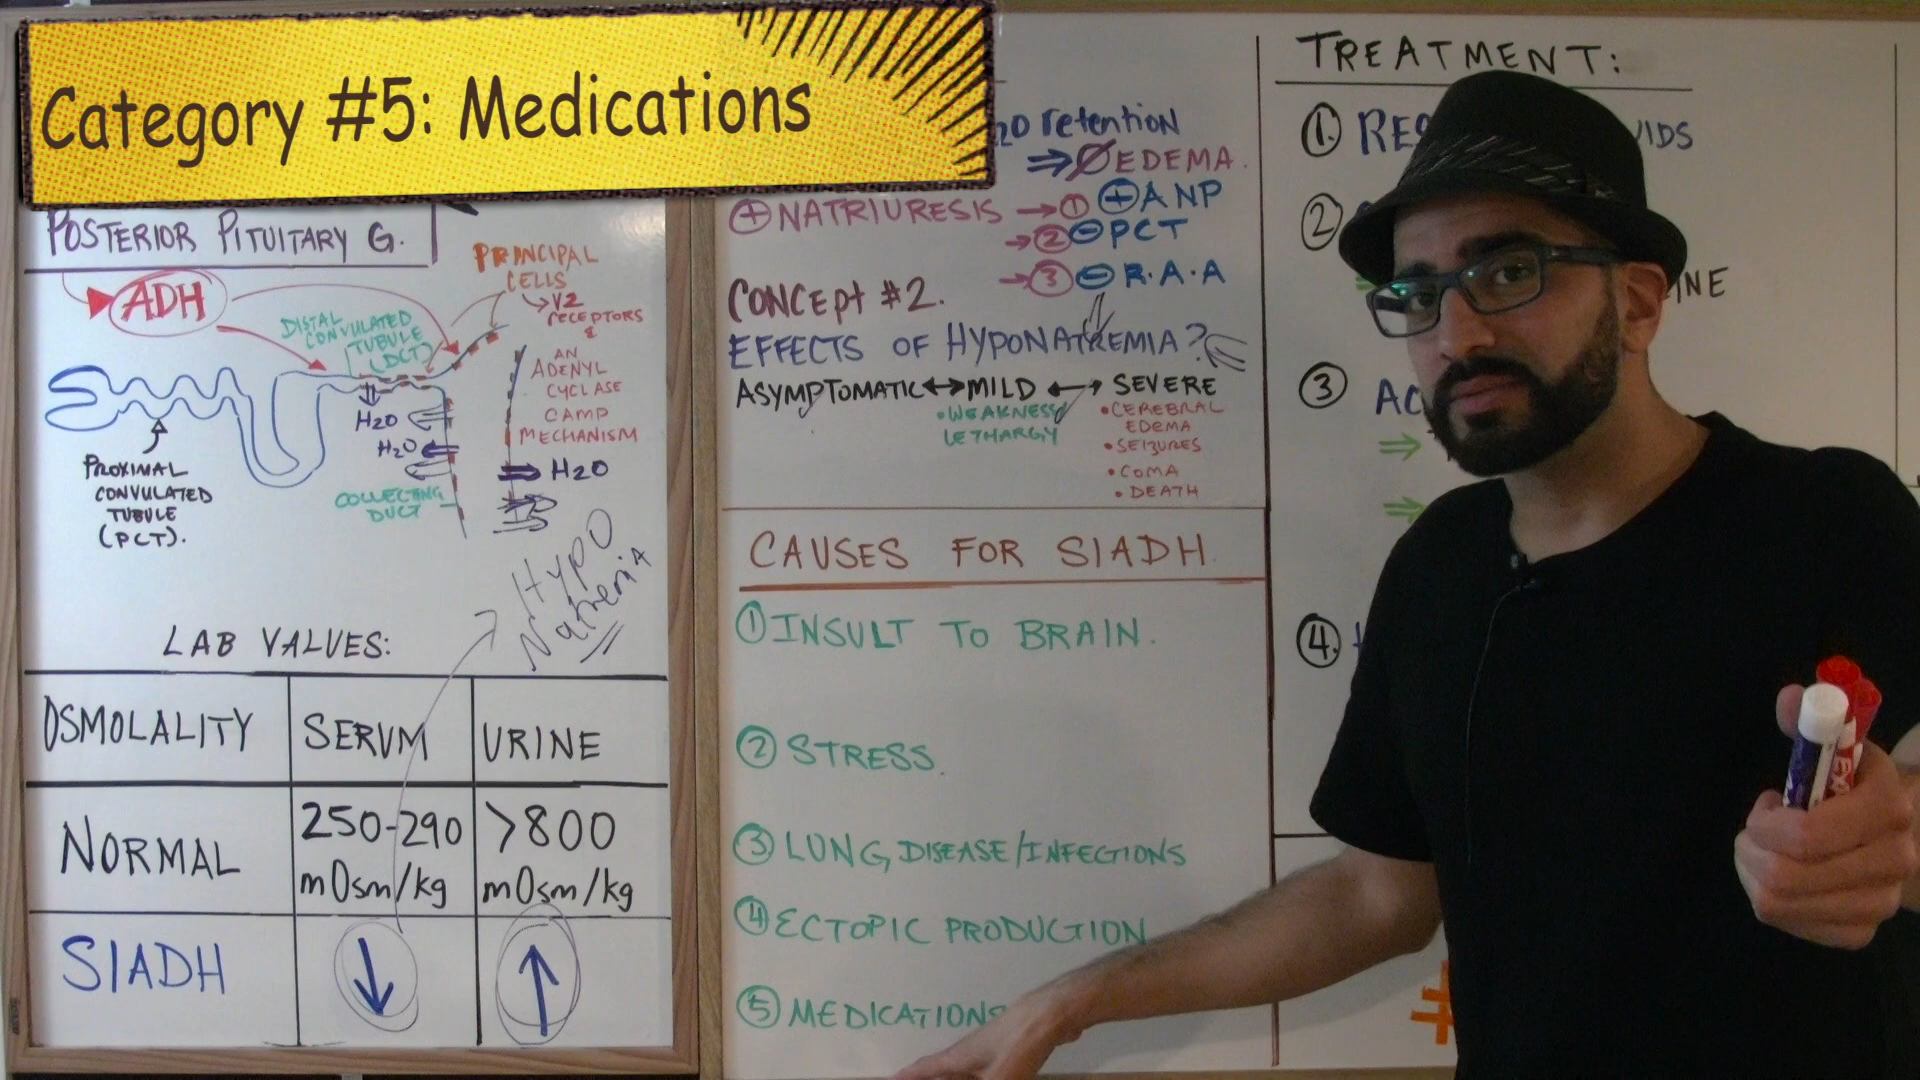 Category #5: Medications
POSTERIOR PITUITARY G.
ADH
PRINCIPAL
CELLS
V2
RECEPTORS
&
AN
ADENYL
CYCLASE
CAMP
MECHANISM
DISTAL
CONVULATED
TUBULE
(DCT)
H2O
H2O
H2O
PROXIMAL
CONVULATED
TUBULE
(PCT).
COLLECTING
DUCT
HYPO
NatremiA
LAB VALUES:
OSMOLALITY SERUM URINE
NORMAL 250-290 mOsm/kg >800 mOsm/kg
SIADH ↓ ↑
retention
⇒ Ø EDEMA.
⊕ NATRIURESIS → ① ⊕ ANP
→ ② ⊖ PCT
→ ③ ⊖ R.A.A
CONCEPT #2.
EFFECTS OF HYPONATREMIA?
ASYMPTOMATIC ↔ MILD ↔ SEVERE
• WEAKNESS
LETHARGY
• CEREBRAL
EDEMA
• SEIZURES
• COMA
• DEATH
CAUSES FOR SIADH.
① INSULT TO BRAIN.
② STRESS.
③ LUNG DISEASE/INFECTIONS
④ ECTOPIC PRODUCTION
⑤ MEDICATIONS
TREATMENT:
①.
②
③
④.